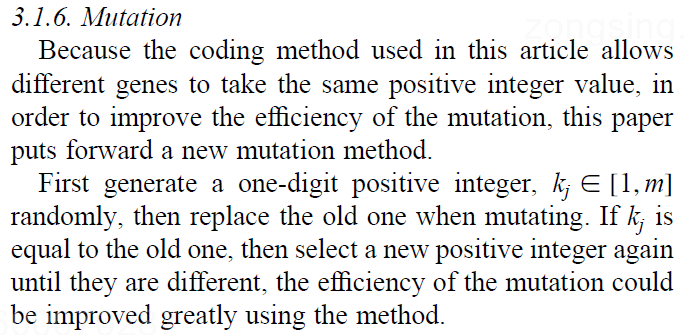 3.1.6. Mutation
Because the coding method used in this article allows
different genes to take the same positive integer value, in
order to improve the efficiency of the mutation, this paper
puts forward a new mutation method.
First generate a one-digit positive integer, kⱼ ∈ [1, m]
randomly, then replace the old one when mutating. If kⱼ is
equal to the old one, then select a new positive integer again
until they are different, the efficiency of the mutation could
be improved greatly using the method.